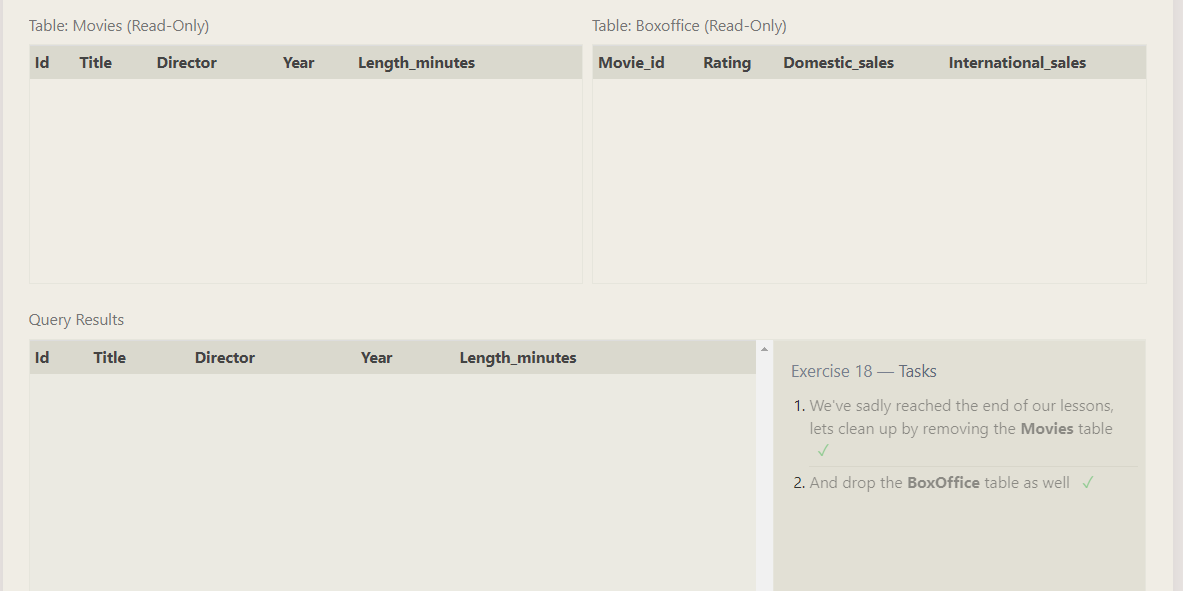 Table: Movies (Read-Only)
Table: Boxoffice (Read-Only)
Id Title Director Year Length_minutes
Movie_id Rating Domestic_sales International_sales
Query Results
Id Title Director Year Length_minutes
Exercise 18 — Tasks
1. We've sadly reached the end of our lessons,
lets clean up by removing the Movies table
✓
2. And drop the BoxOffice table as well ✓